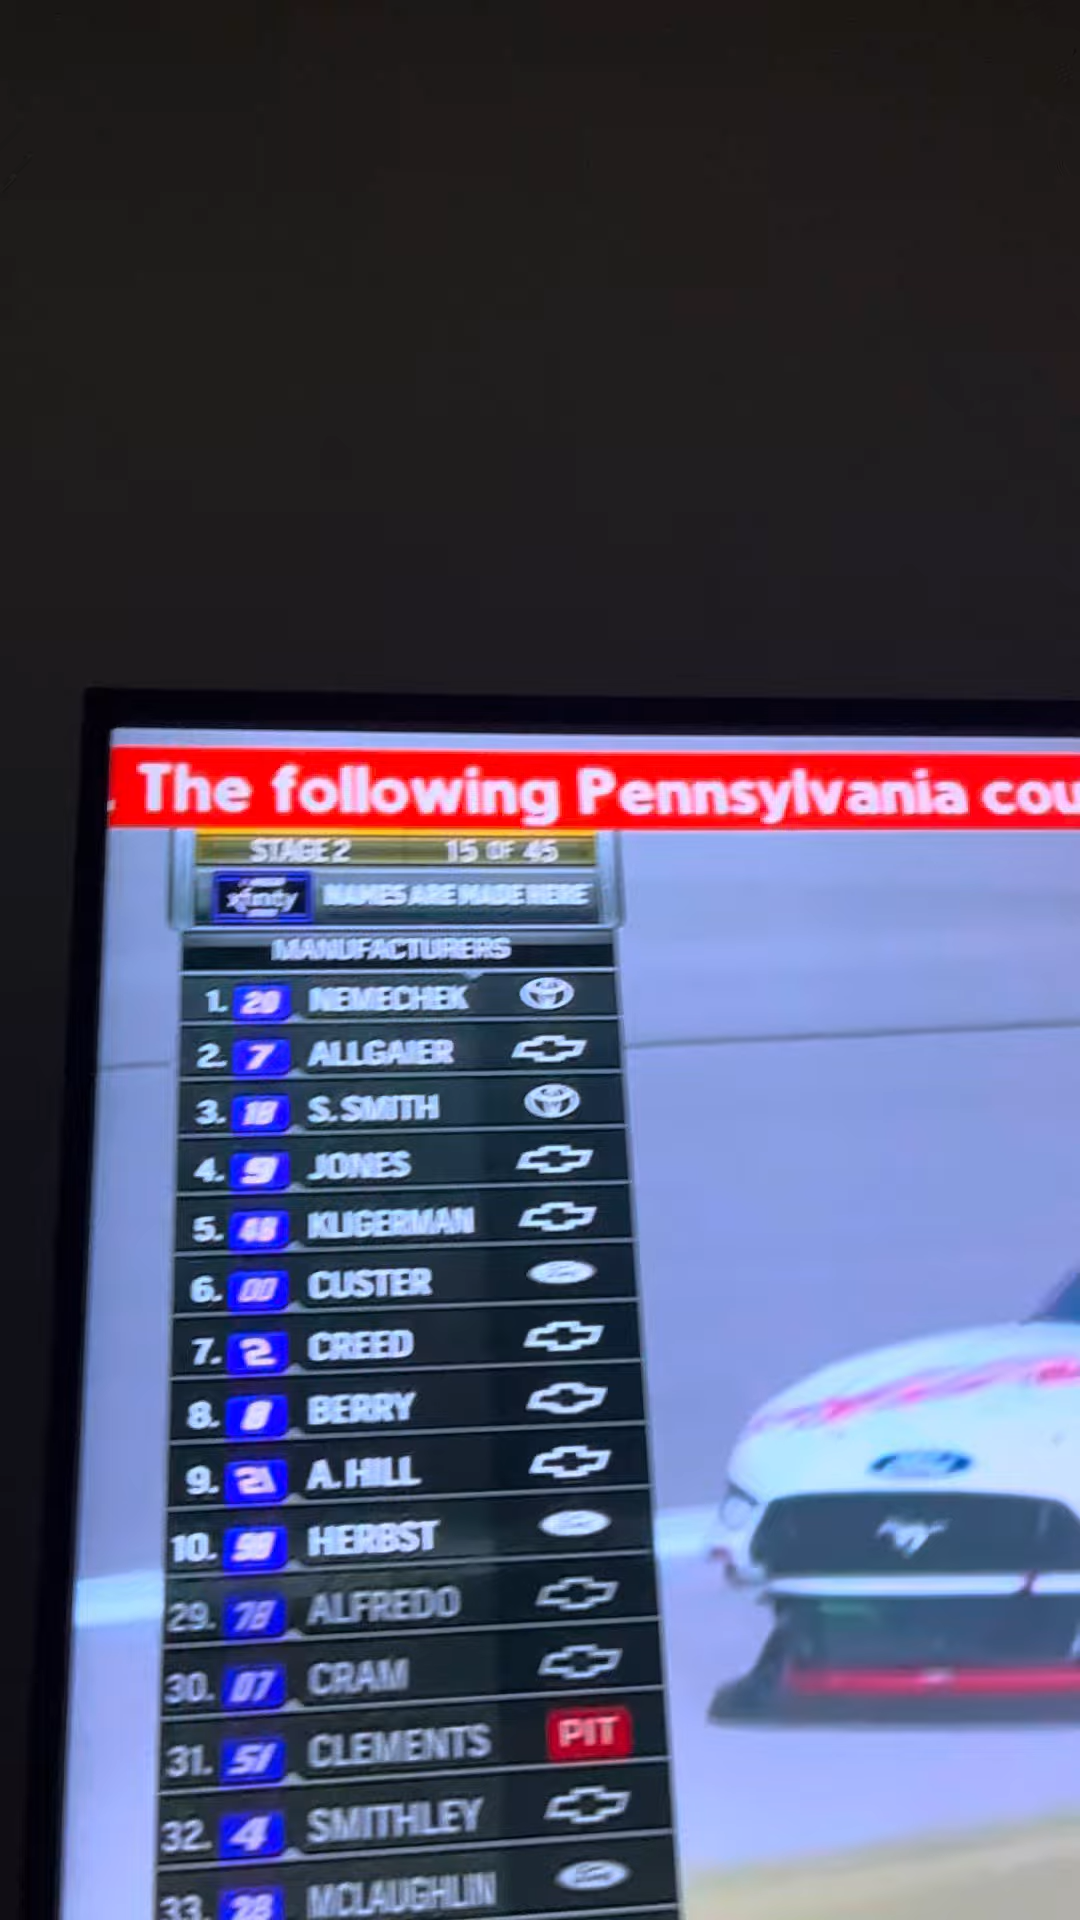 . The following Pennsylvania cou
STAGE 2 15 OF 45
xfinity NAMES ARE MADE HERE
MANUFACTURERS
1. 20 NEMECHEK
2. 7 ALLGAIER
3. 18 S. SMITH
4. 9 JONES
5. 48 KLIGERMAN
6. 00 CUSTER
7. 2 CREED
8. 8 BERRY
9. 21 A. HILL
10. 98 HERBST
29. 78 ALFREDO
30. 07 CRAM
31. 51 CLEMENTS PIT
32. 4 SMITHLEY
33. 28 MCLAUGHLIN